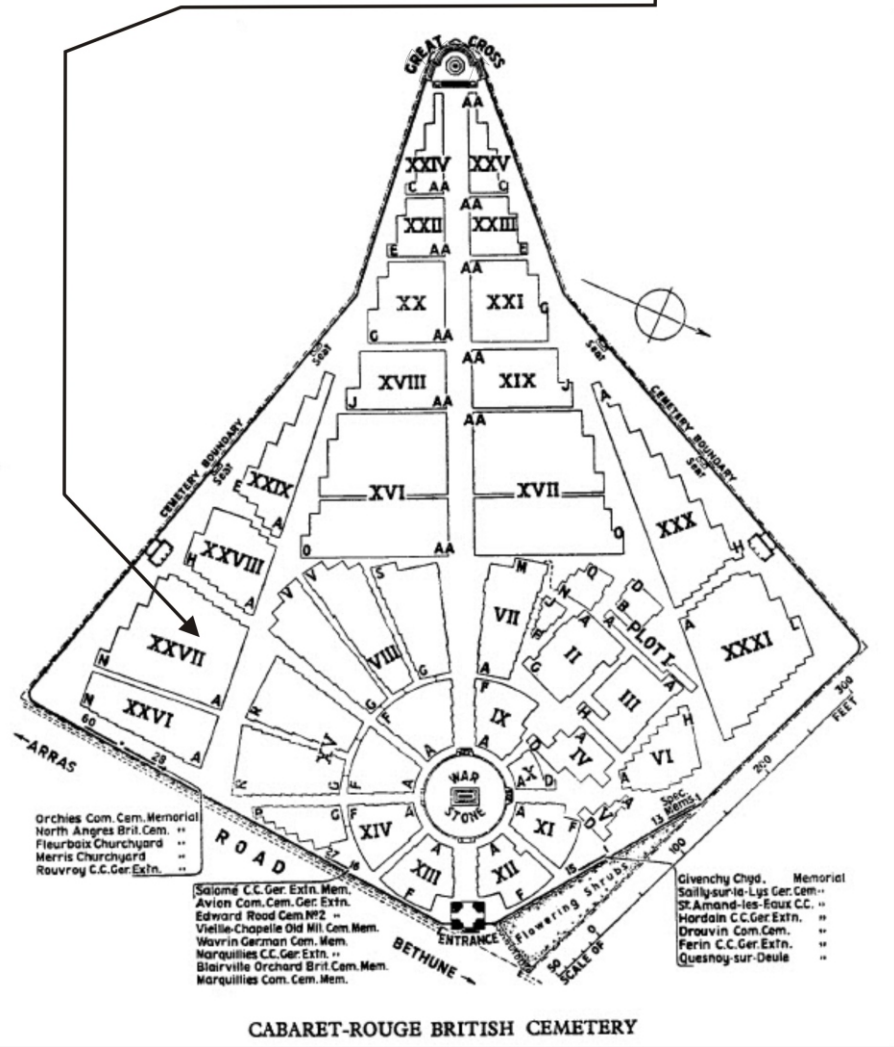 GREAT CROSS
AA
XXIV XXV
C AA C
AA
XXII XXIII
E AA E
AA
XX XXI
G AA G
Seat Seat
AA
XVIII XIX
J AA J
AA
CEMETERY BOUNDARY CEMETERY BOUNDARY
A
Seat Seat
XXIX XVI XVII XXX
E A
O AA O
H XXVIII A H
V V S M Q D
N B
J A A
XXVII VII F PLOT I A XXXI
N A VIII G A G II
XXVI G F F III A
N A R IX H H
60 A A D A IV VI
28 XV WAR STONE X A
R G F A A D
P G F XIV A A XI F D V A
Spec. Mems.
13 1
27 16 XIII A A XII 15 1
F F
ARRAS
ROAD
BETHUNE
ENTRANCE
Flowering Shrubs
SCALE OF FEET
50 0 100 200 300
Orchies Com. Cem. Memorial
North Angres Brit. Cem. "
Fleurbaix Churchyard "
Merris Churchyard "
Rouvroy C.C. Ger. Extn. "
Salomé C.C. Ger. Extn. Mem.
Avion Com. Cem. Ger. Extn.
Edward Rood Cem. Nº2 "
Vieille-Chapelle Old Mil. Cem. Mem.
Wavrin German Com. Mem.
Marquillies C.C. Ger. Extn. "
Blairville Orchard Brit. Cem. Mem.
Marquillies Com. Cem. Mem.
Givenchy Chyd. Memorial
Sailly-sur-la-Lys Ger. Cem "
St. Amand-les-Eaux C.C. "
Hordain C.C. Ger. Extn. "
Drouvin Com. Cem. "
Ferin C.C. Ger. Extn. "
Quesnoy-sur-Deule "
CABARET-ROUGE BRITISH CEMETERY